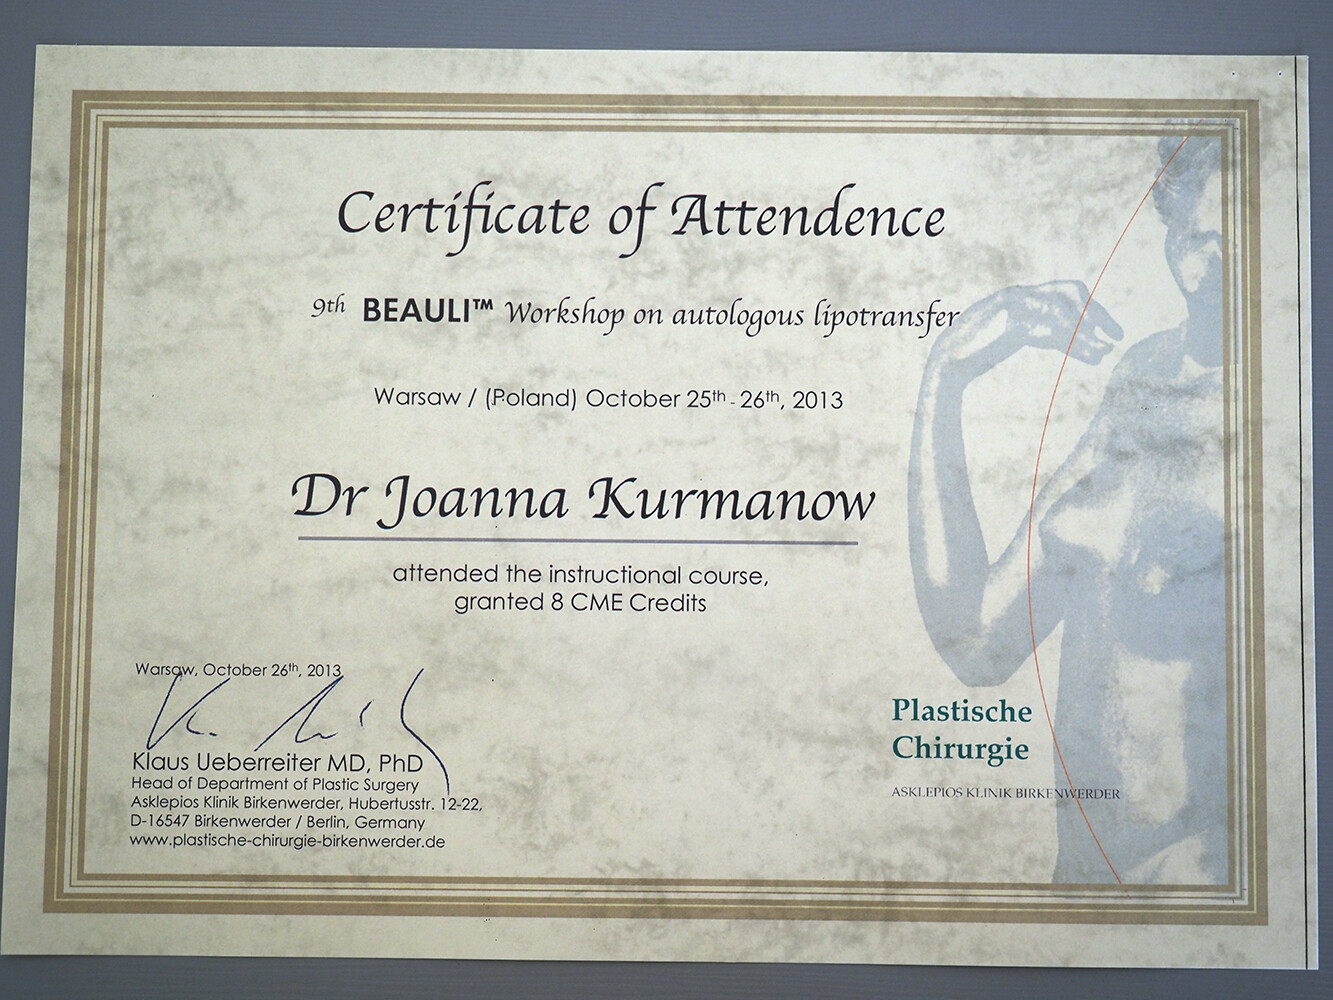 Certificate of Attendence
9th BEAULI™ Workshop on autologous lipotransfer
Warsaw / (Poland) October 25th - 26th, 2013
Dr Joanna Kurmanow
attended the instructional course,
granted 8 CME Credits
Warsaw, October 26th, 2013
Klaus Ueberreiter MD, PhD
Head of Department of Plastic Surgery
Asklepios Klinik Birkenwerder, Hubertusstr. 12-22,
D-16547 Birkenwerder / Berlin, Germany
www.plastische-chirurgie-birkenwerder.de
Plastische
Chirurgie
ASKLEPIOS KLINIK BIRKENWERDER